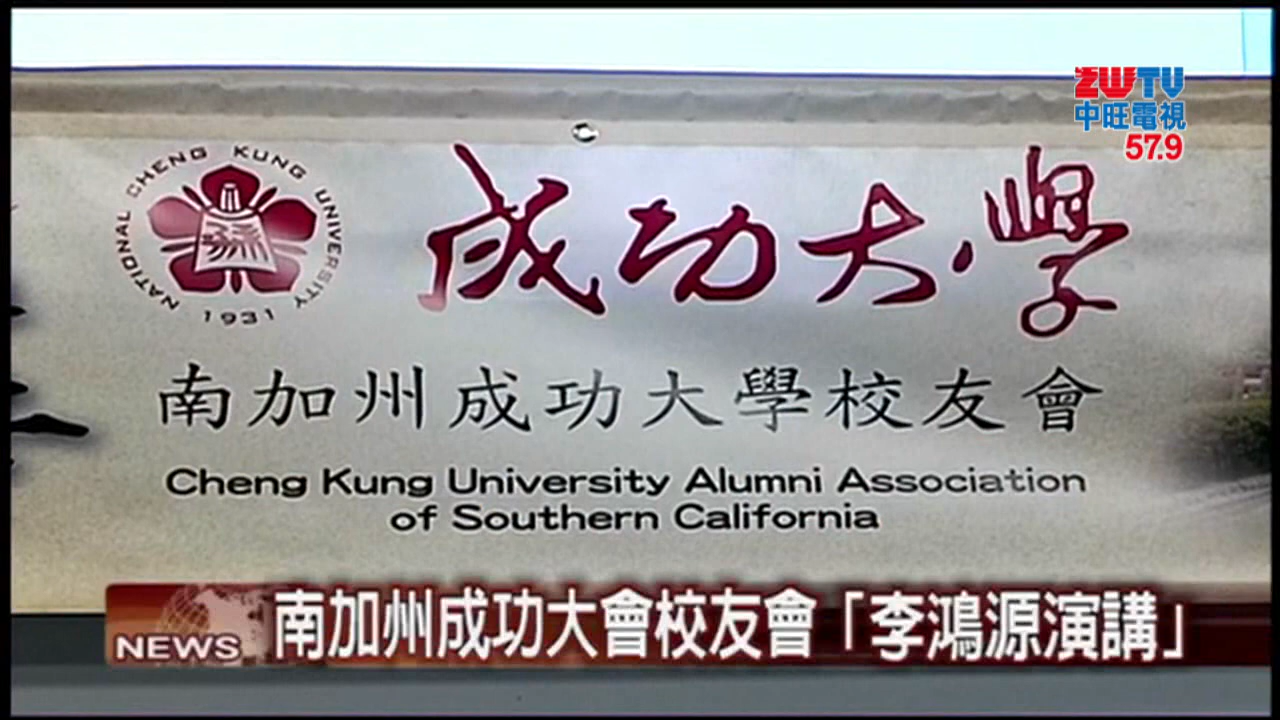 ZWTV
中旺電視
57.9
NATIONAL CHENG KUNG UNIVERSITY
1931
成功大學
南加州成功大學校友會
Cheng Kung University Alumni Association
of Southern California
NEWS
南加州成功大會校友會「李鴻源演講」